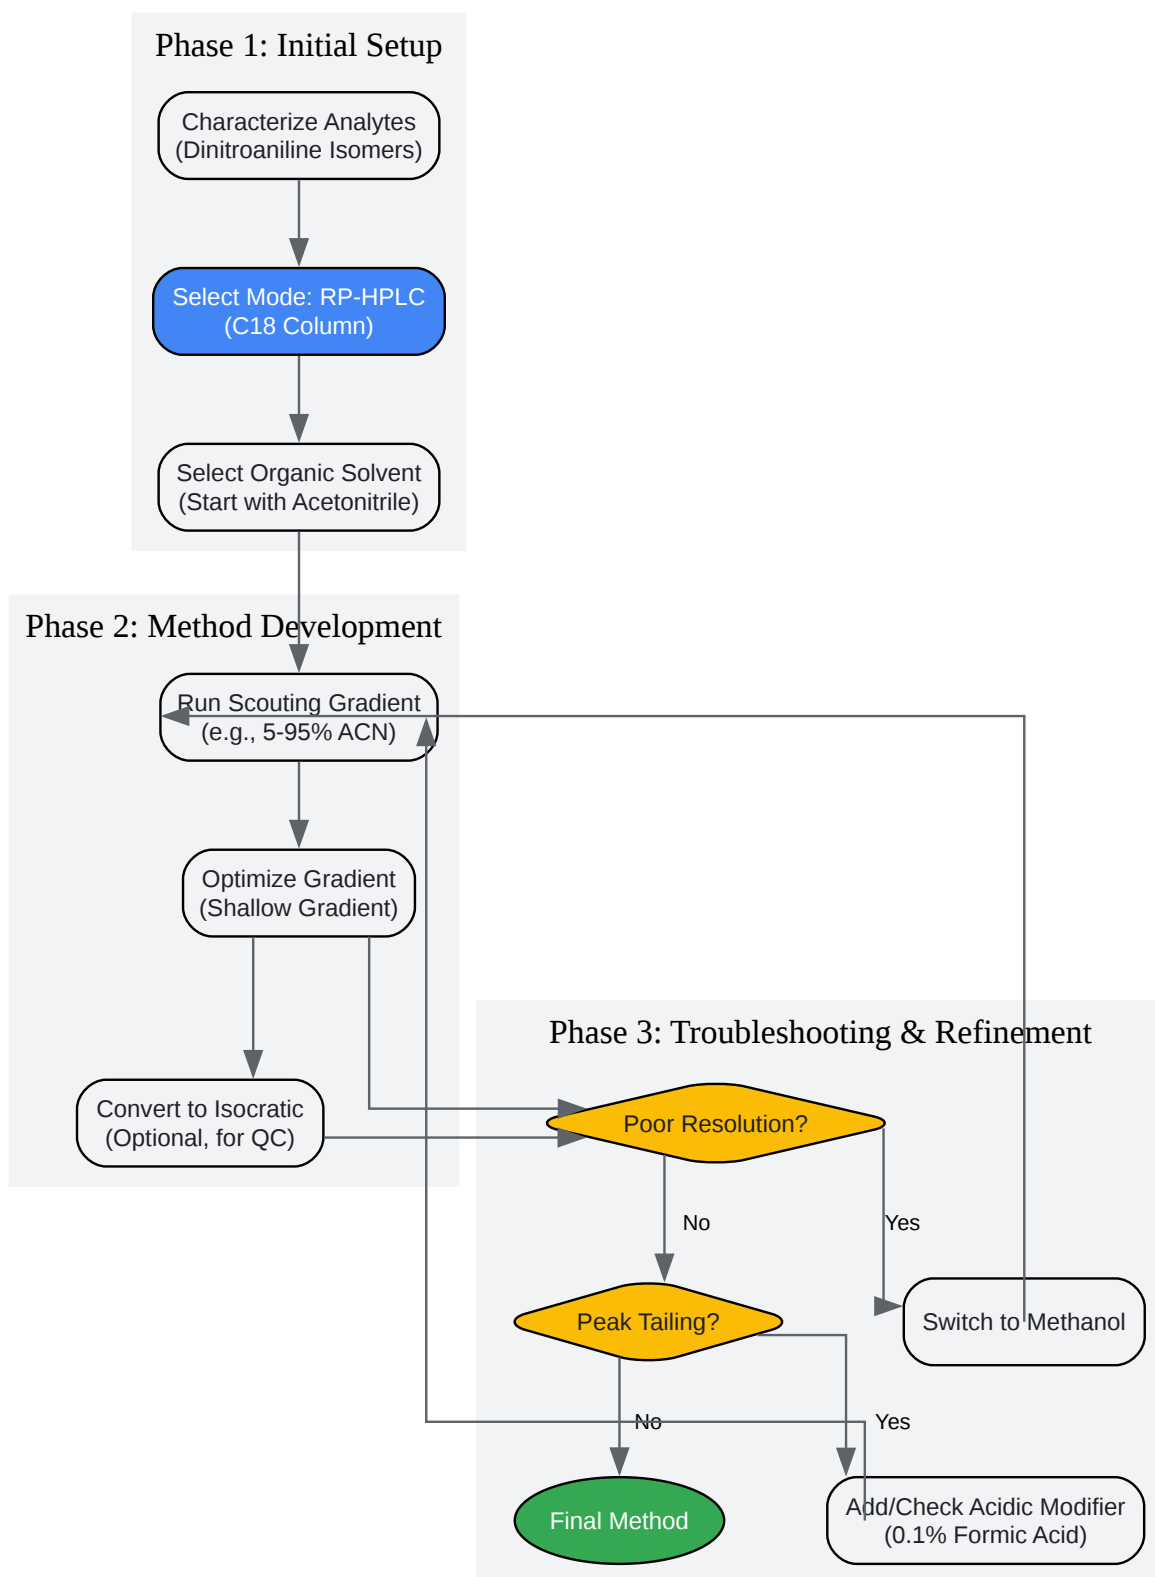 Phase 1: Initial Setup
Characterize Analytes
(Dinitroaniline Isomers)
Select Mode: RP-HPLC
(C18 Column)
Select Organic Solvent
(Start with Acetonitrile)
Phase 2: Method Development
Run Scouting Gradient
(e.g., 5-95% ACN)
Optimize Gradient
(Shallow Gradient)
Convert to Isocratic
(Optional, for QC)
Phase 3: Troubleshooting & Refinement
Poor Resolution?
No
Yes
Peak Tailing?
Switch to Methanol
No
Yes
Final Method
Add/Check Acidic Modifier
(0.1% Formic Acid)